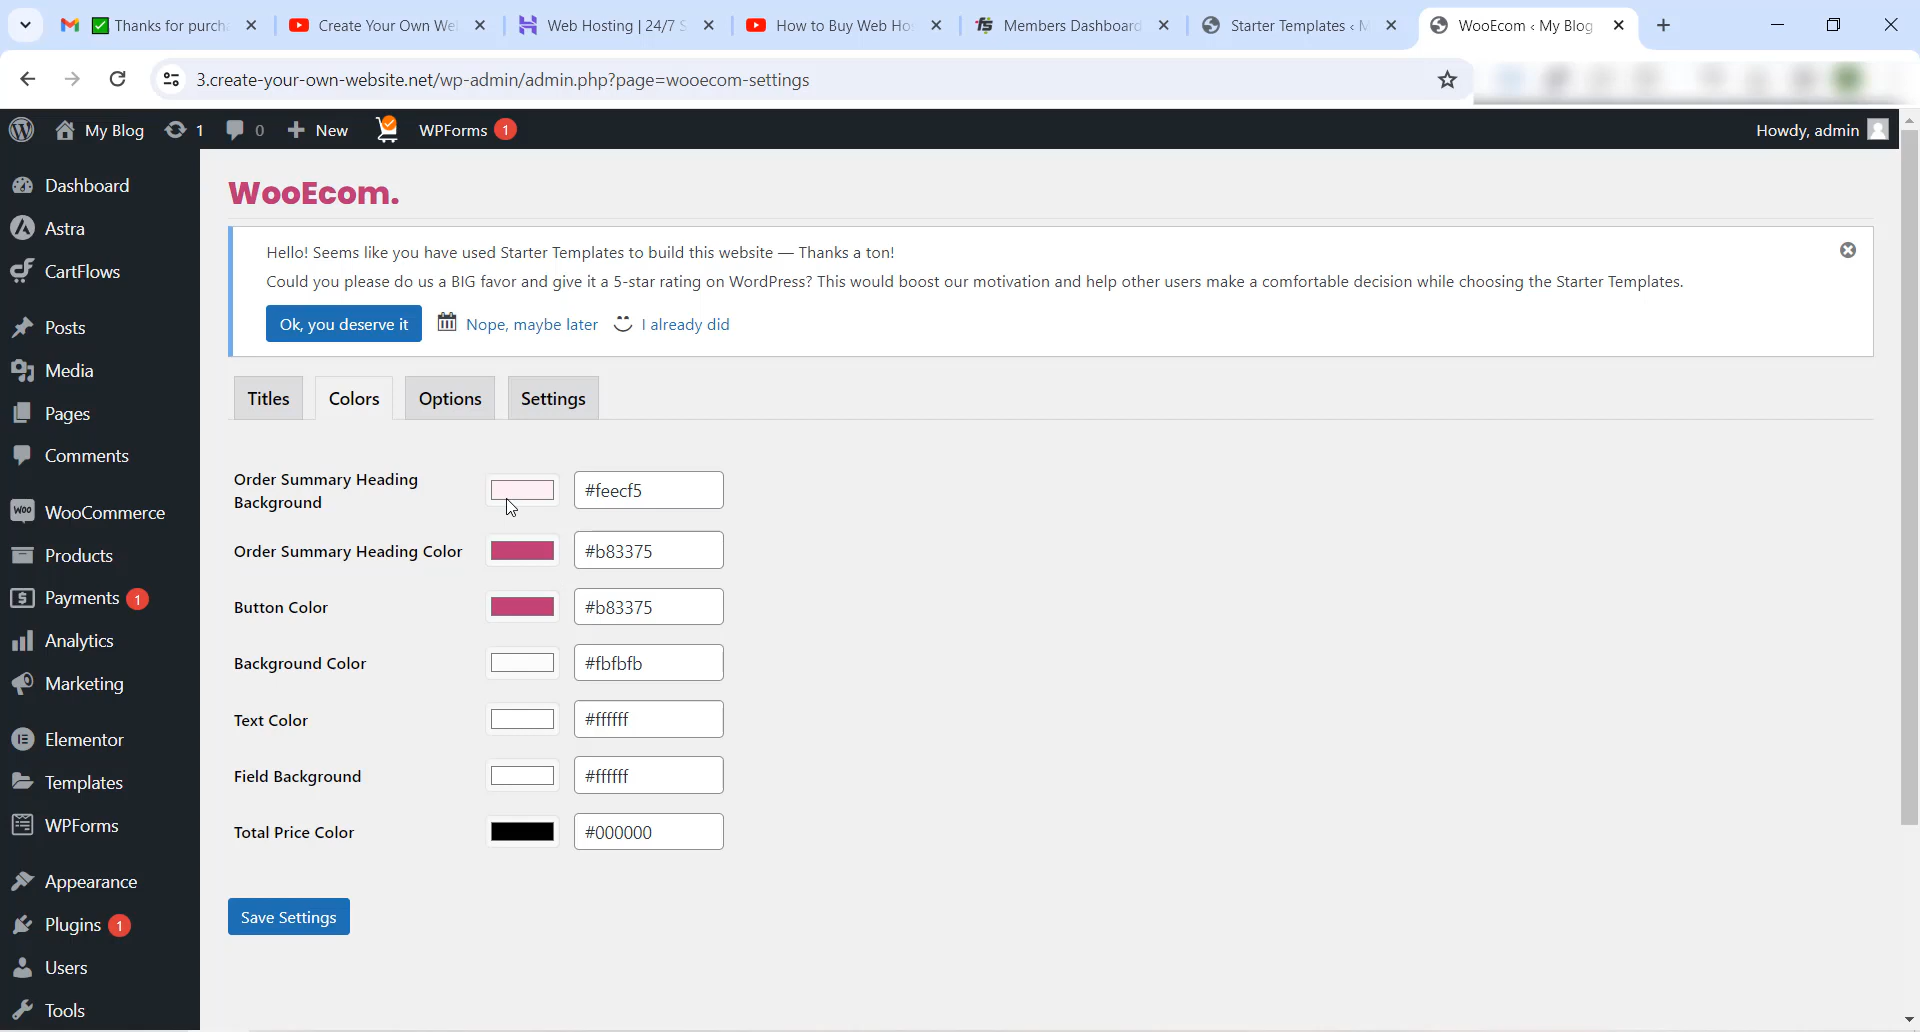 Thanks for purch
Create Your Own We
Web Hosting | 24/7 S
How to Buy Web Ho
Members Dashboard
Starter Templates ‹ M
WooEcom ‹ My Blog
3.create-your-own-website.net/wp-admin/admin.php?page=wooecom-settings
My Blog
1
0
New
WPForms
1
Howdy, admin
Dashboard
Astra
CartFlows
Posts
Media
Pages
Comments
Woo
WooCommerce
Products
Payments
1
Analytics
Marketing
Elementor
Templates
WPForms
Appearance
Plugins
1
Users
Tools
WooEcom.
Hello! Seems like you have used Starter Templates to build this website — Thanks a ton!
Could you please do us a BIG favor and give it a 5-star rating on WordPress? This would boost our motivation and help other users make a comfortable decision while choosing the Starter Templates.
Ok, you deserve it
Nope, maybe later
I already did
Titles
Colors
Options
Settings
Order Summary Heading
Background
#feecf5
Order Summary Heading Color
#b83375
Button Color
#b83375
Background Color
#fbfbfb
Text Color
#ffffff
Field Background
#ffffff
Total Price Color
#000000
Save Settings